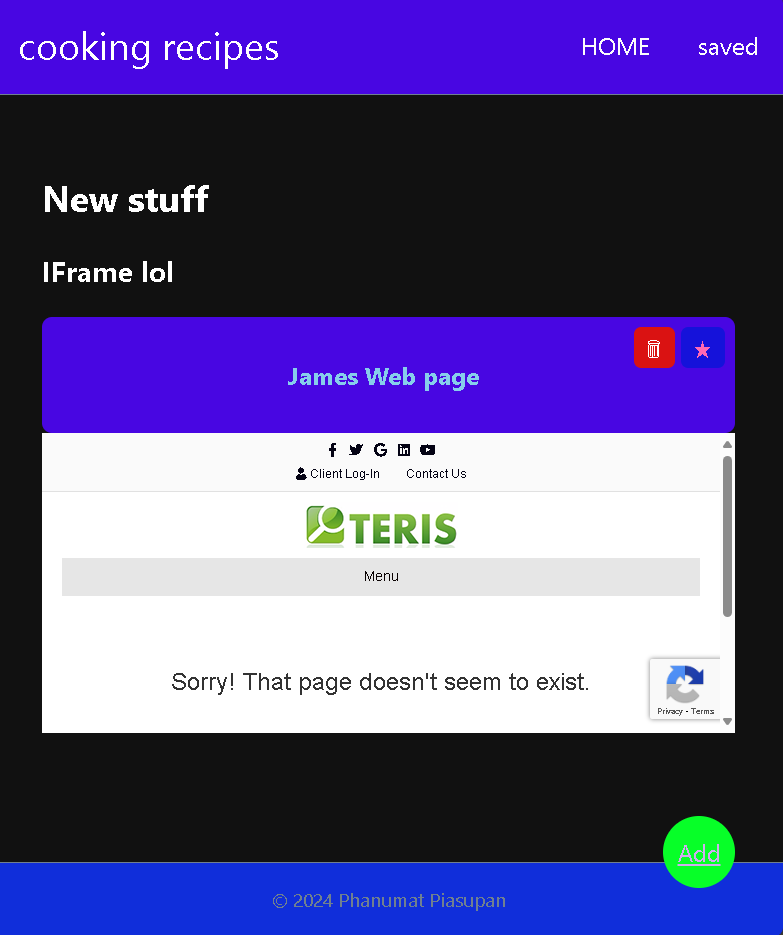 cooking recipes
HOME
saved
New stuff
IFrame lol
James Web page
Client Log-In
Contact Us
TERIS
Menu
Sorry! That page doesn't seem to exist.
Privacy - Terms
Add
© 2024 Phanumat Piasupan